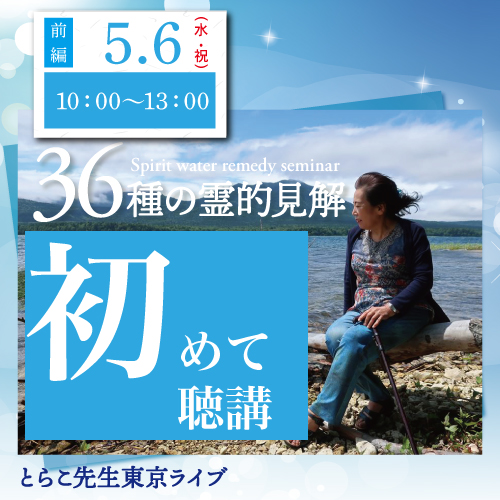 前編
5.6
(水・祝)
10:00～13:00
Spirit water remedy seminar
36種の霊的見解
初めて
聴講
とらこ先生東京ライブ